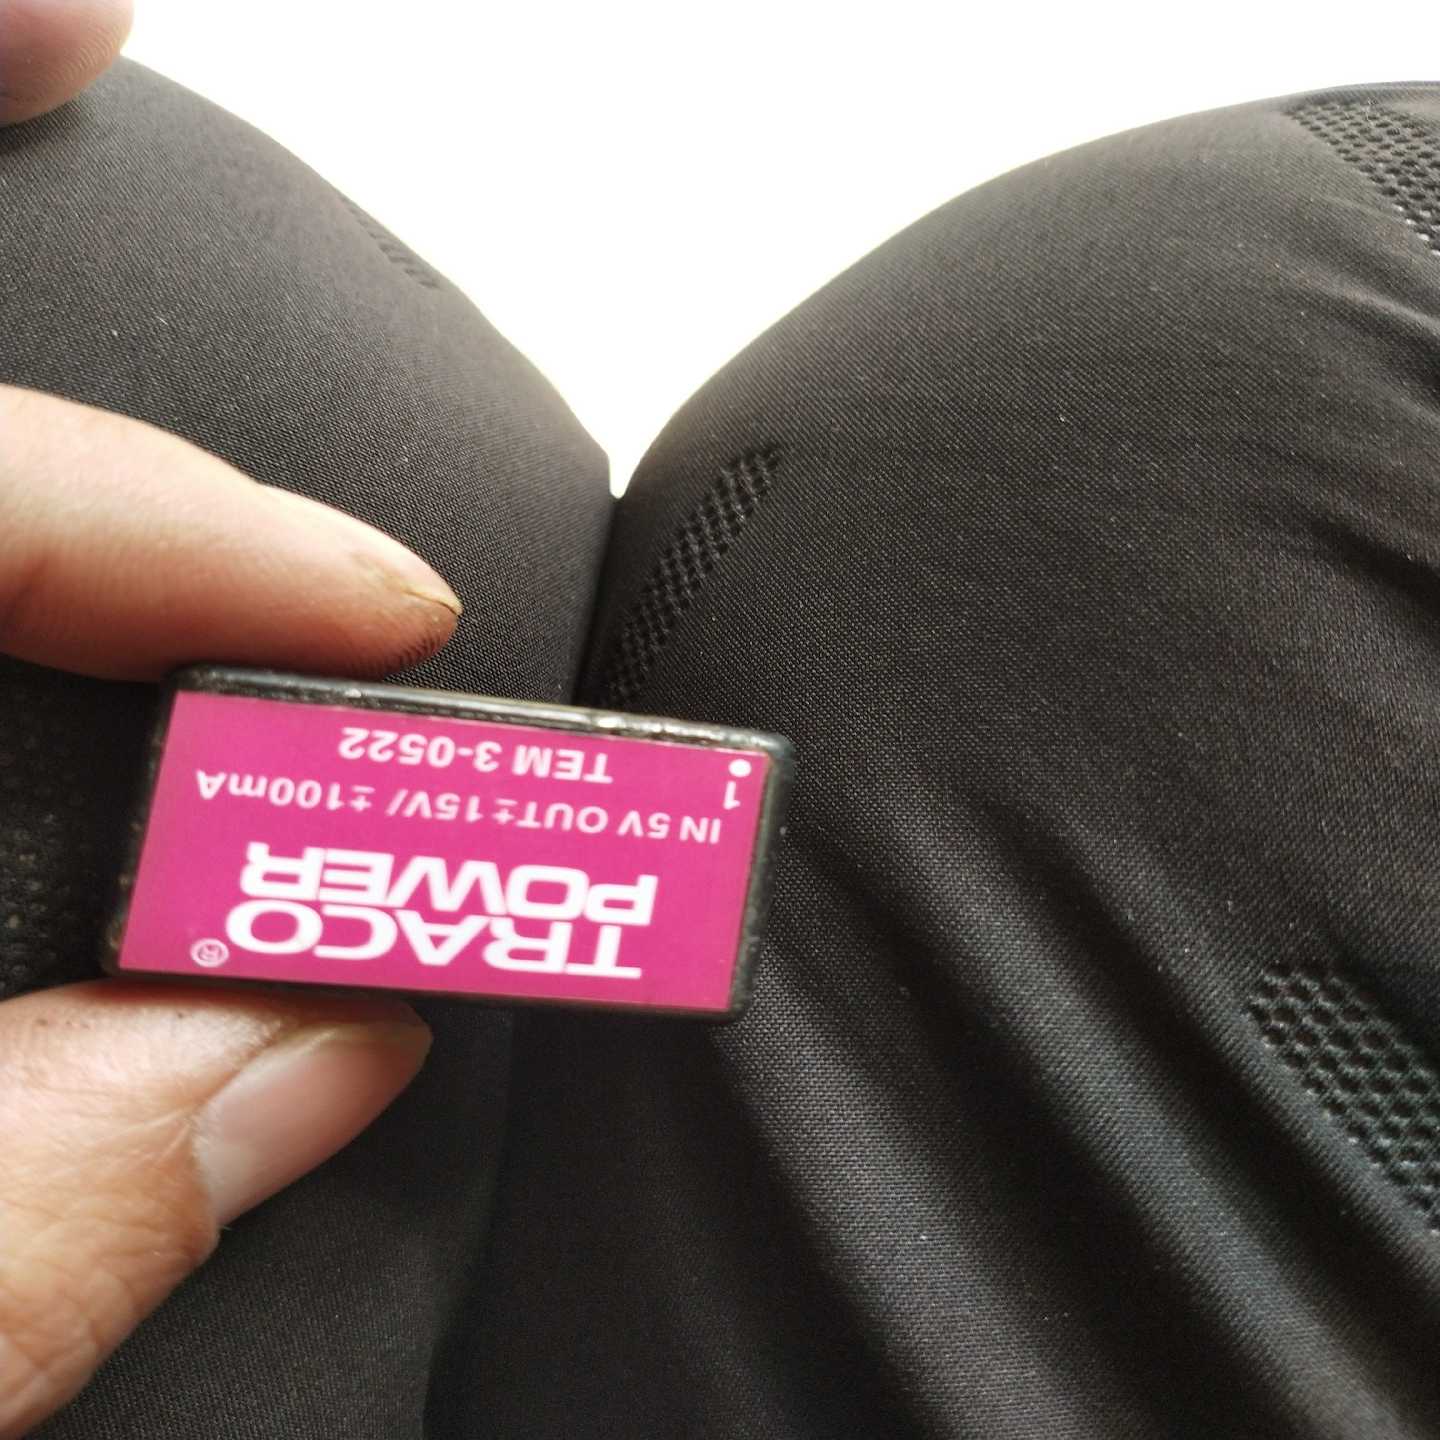 TRACO®
POWER
IN 5V OUT±15V/ ±100mA
1 TEM 3-0522